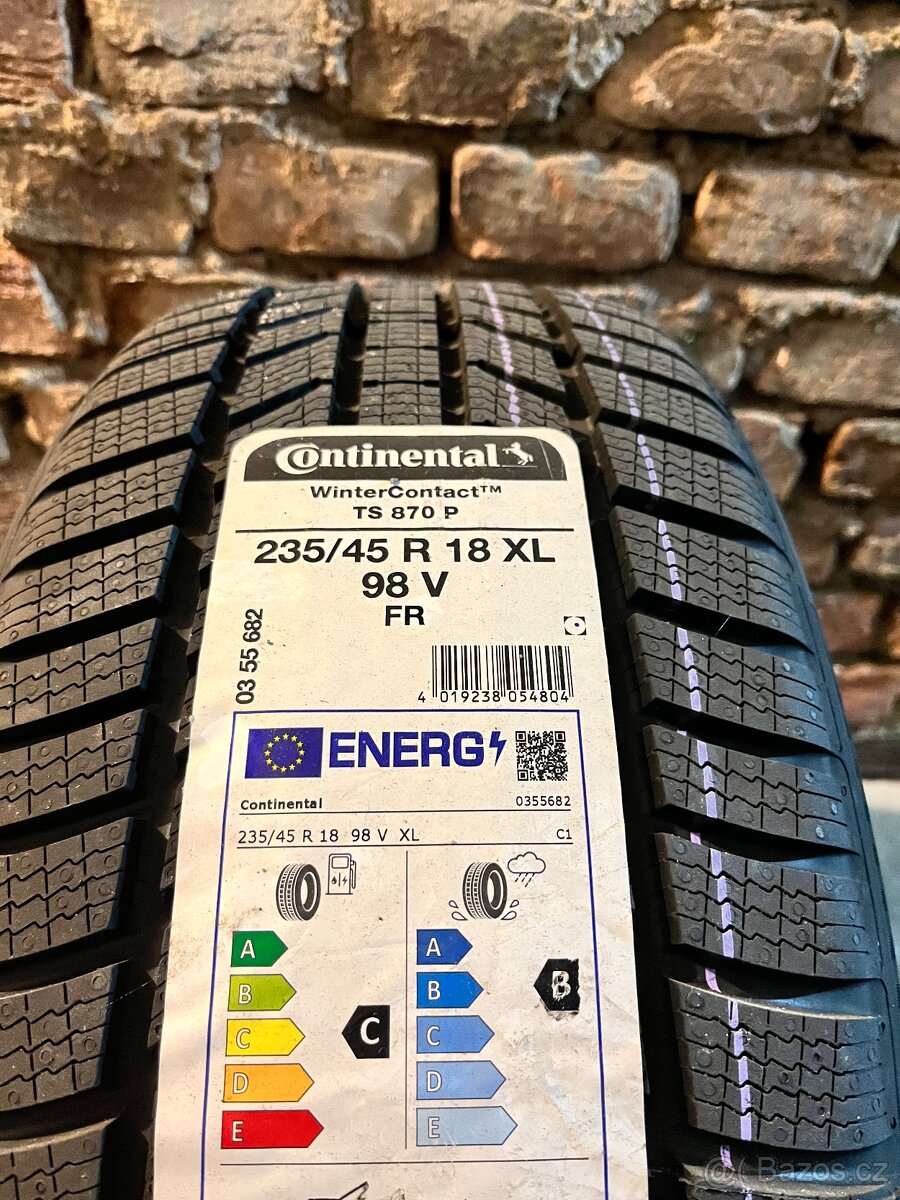 Continental
WinterContact™
TS 870 P
235/45 R 18 XL
98 V
FR
03 55 682
4 019238 054804
ENERG
Continental 0355682
235/45 R 18 98 V XL C1
A A
B B B
C C C
D D
E E
@( Bazos.cz